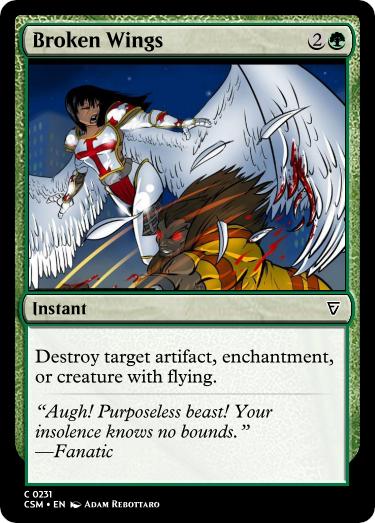 Broken Wings 2
Instant
Destroy target artifact, enchantment,
or creature with flying.
“Augh! Purposeless beast! Your
insolence knows no bounds.”
—Fanatic
C 0231
CSM • EN Adam Rebottaro